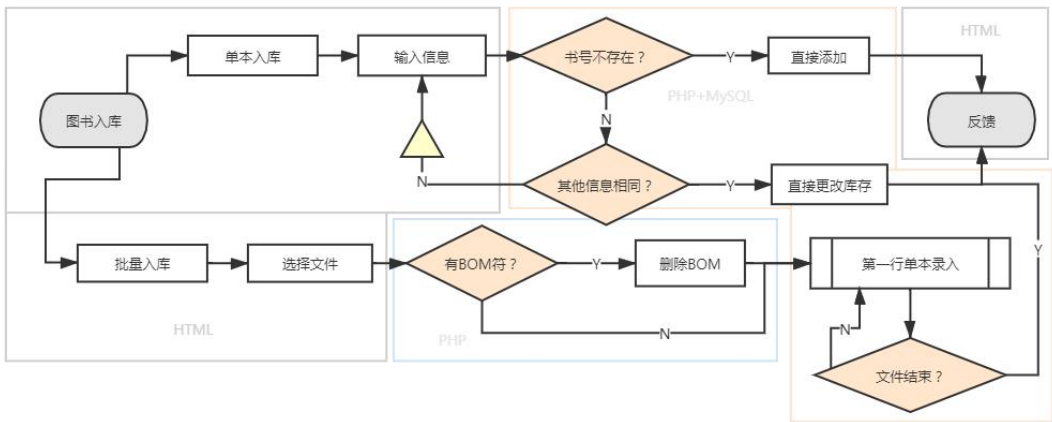 HTML
单本入库
输入信息
书号不存在？
Y
直接添加
PHP+MySQL
图书入库
反馈
N
N
其他信息相同？
Y
直接更改库存
Y
批量入库
选择文件
有BOM符？
Y
删除BOM
第一行单本录入
HTML
PHP
N
N
文件结束？